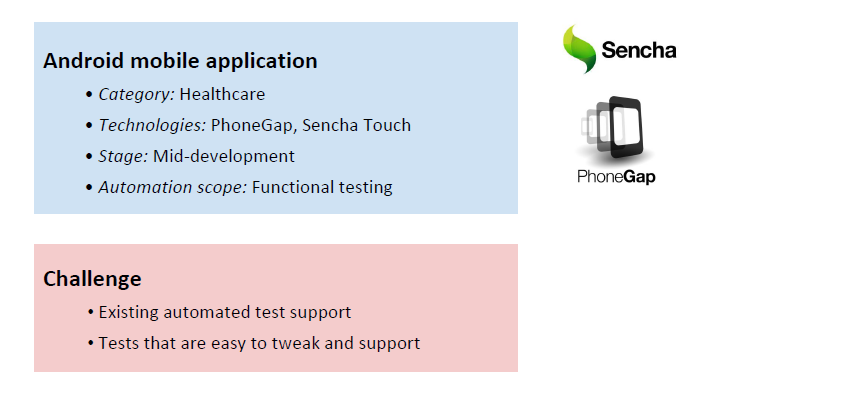 Android mobile application
• Category: Healthcare
• Technologies: PhoneGap, Sencha Touch
• Stage: Mid-development
• Automation scope: Functional testing
Sencha
PhoneGap
Challenge
• Existing automated test support
• Tests that are easy to tweak and support